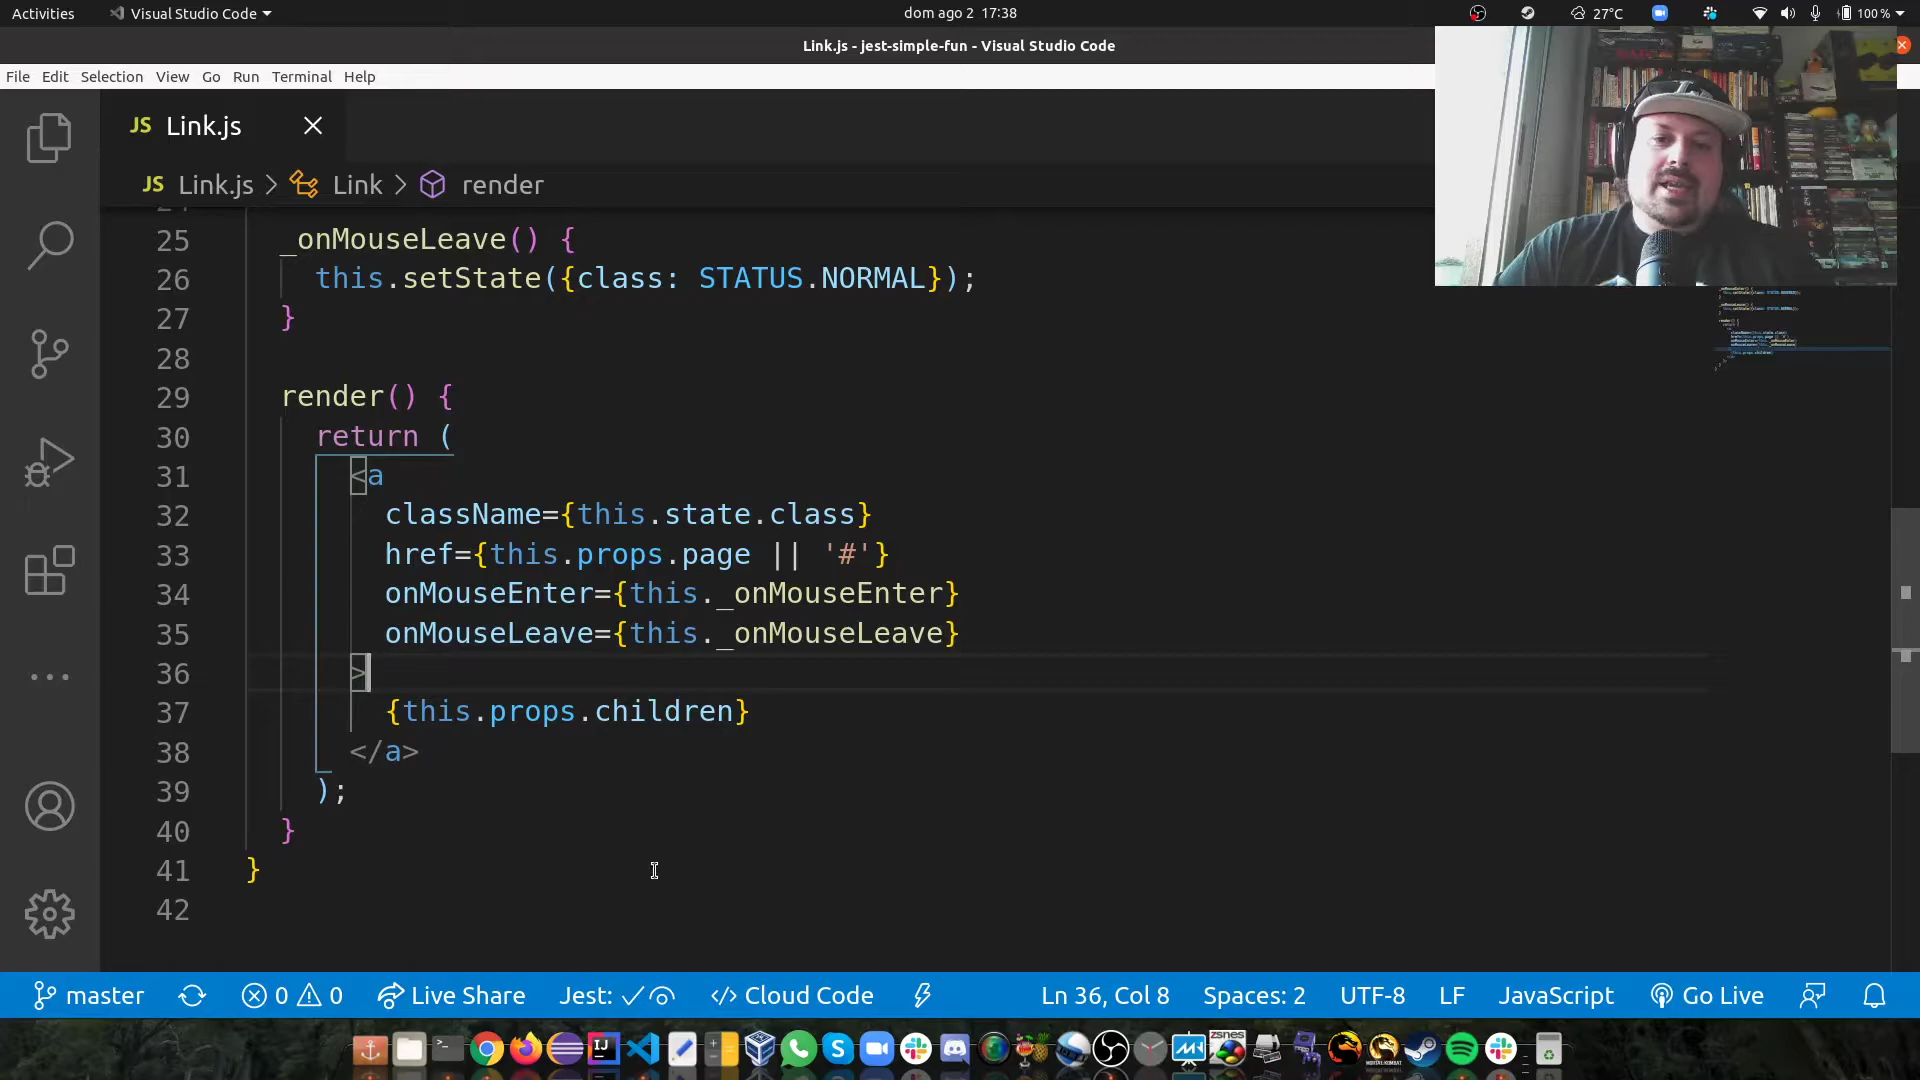 Activities
Visual Studio Code
dom ago 2 17:38
27°C
100 %
Link.js - jest-simple-fun - Visual Studio Code
File Edit Selection View Go Run Terminal Help
JS Link.js
JS Link.js > Link > render
25 _onMouseLeave() {
26 this.setState({class: STATUS.NORMAL});
27 }
28
29 render() {
30 return (
31 <a
32 className={this.state.class}
33 href={this.props.page || '#'}
34 onMouseEnter={this._onMouseEnter}
35 onMouseLeave={this._onMouseLeave}
36 >
37 {this.props.children}
38 </a>
39 );
40 }
41 }
42
master
0 0
Live Share
Jest:
Cloud Code
Ln 36, Col 8
Spaces: 2
UTF-8
LF
JavaScript
Go Live
IJ
zsnes